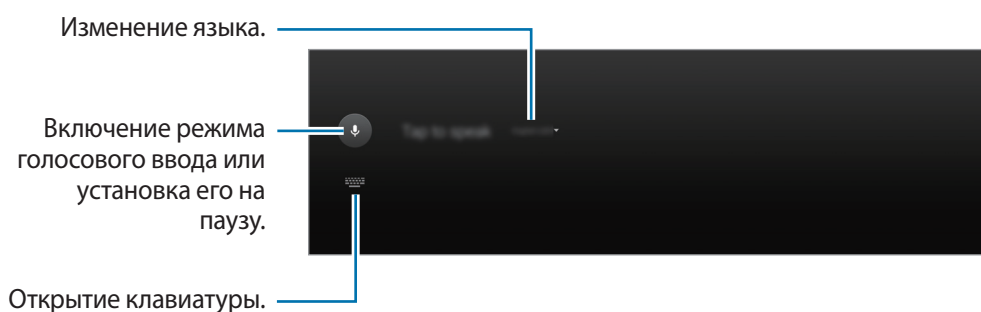 Изменение языка.
Tap to speak
Включение режима
голосового ввода или
установка его на
паузу.
Открытие клавиатуры.